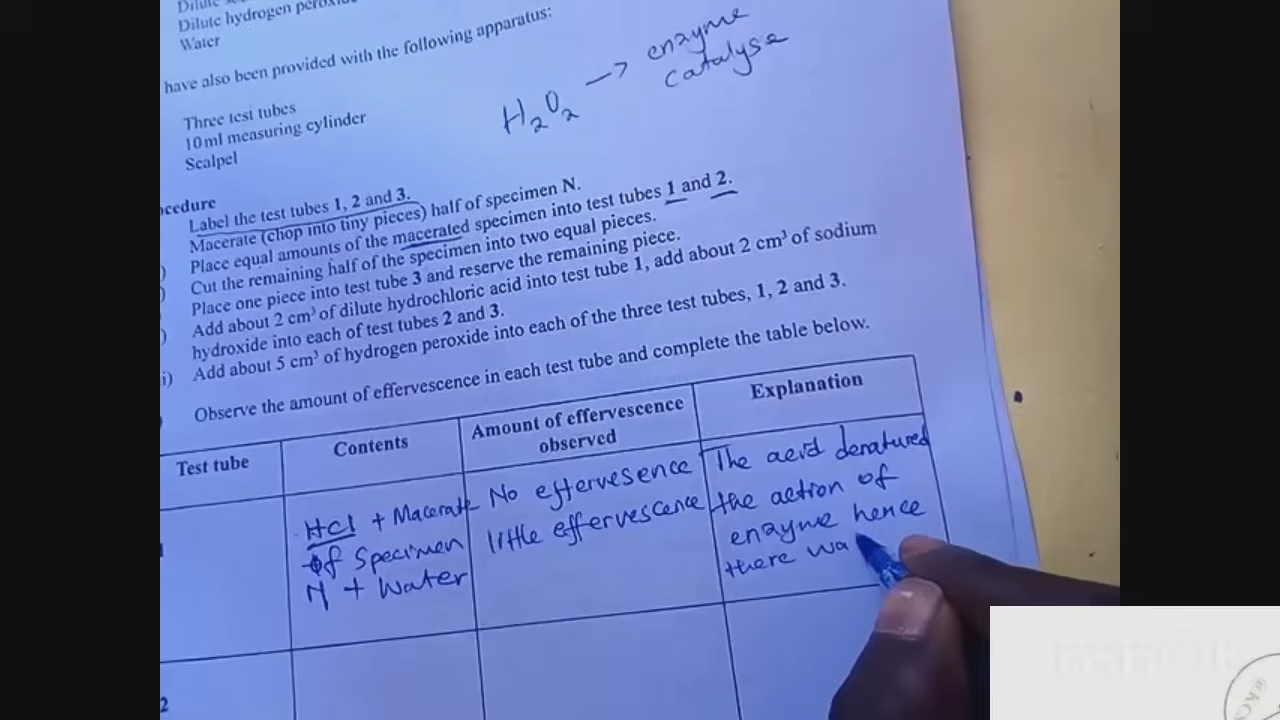 Dilute
Dilute hydrogen peroxide
Water
have also been provided with the following apparatus:
Three test tubes
10ml measuring cylinder
Scalpel
H2O2 → enzyme
catalyse
ocedure
Label the test tubes 1, 2 and 3.
Macerate (chop into tiny pieces) half of specimen N.
) Place equal amounts of the macerated specimen into test tubes 1 and 2.
) Cut the remaining half of the specimen into two equal pieces.
Place one piece into test tube 3 and reserve the remaining piece.
) Add about 2 cm³ of dilute hydrochloric acid into test tube 1, add about 2 cm³ of sodium
hydroxide into each of test tubes 2 and 3.
i) Add about 5 cm³ of hydrogen peroxide into each of the three test tubes, 1, 2 and 3.
Observe the amount of effervescence in each test tube and complete the table below.
Test tube
Contents
Amount of effervescence
observed
Explanation
HCl + Macerate
of Specimen
N + Water
No effervesence
little effervescence
The acid denatured
the action of
enzyme hence
there wa
2